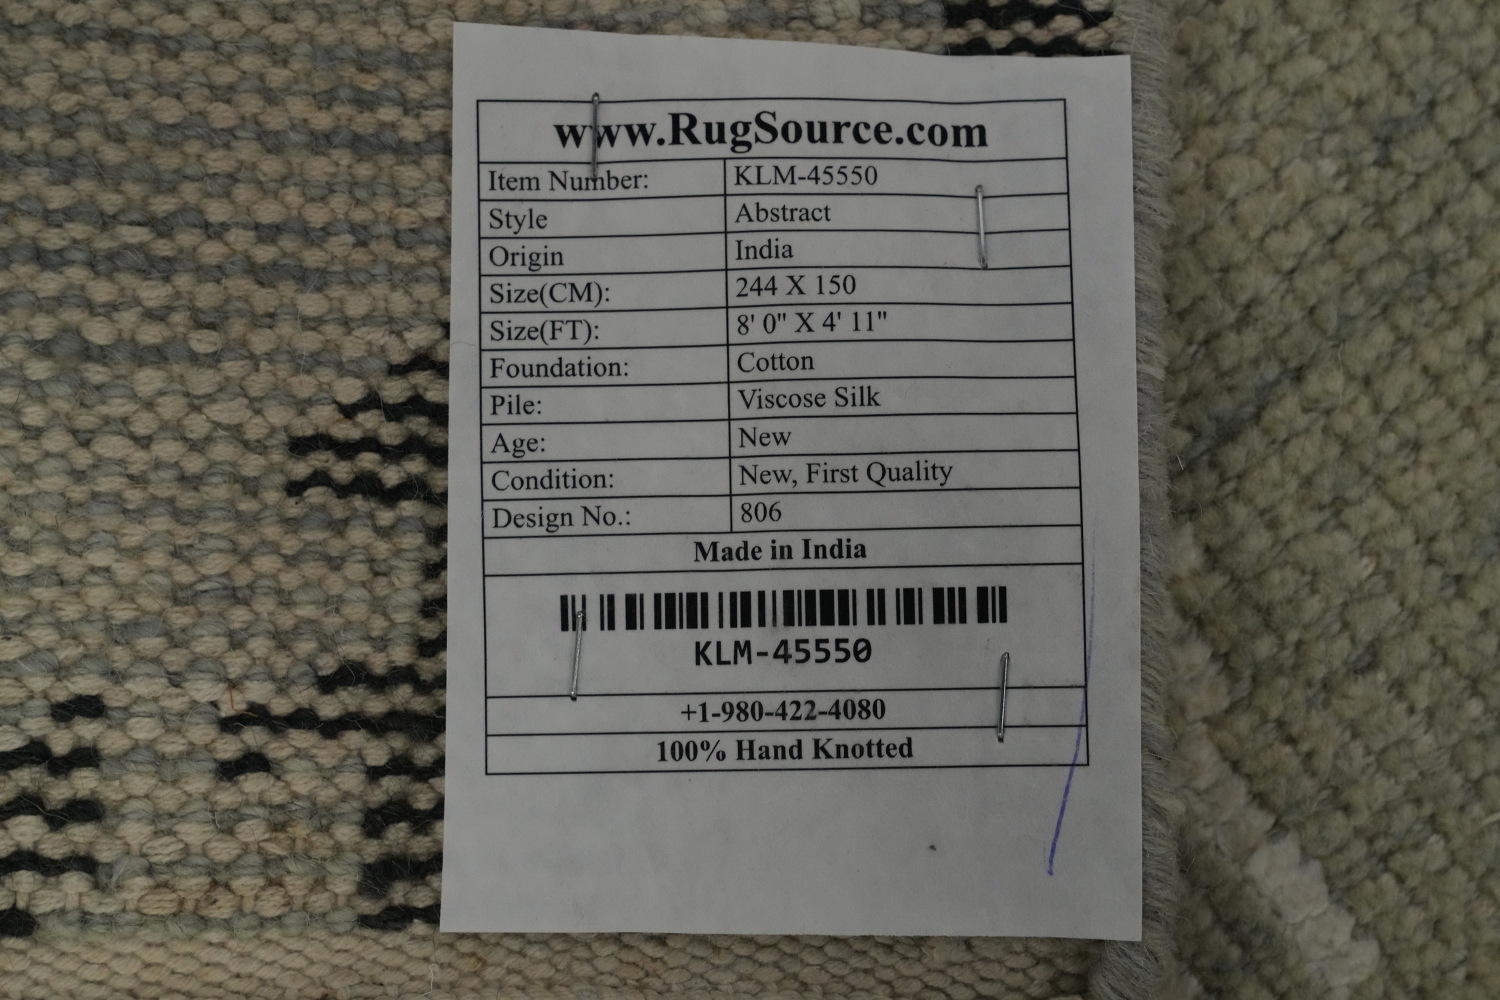 www.RugSource.com
Item Number: KLM-45550
Style Abstract
Origin India
Size(CM): 244 X 150
Size(FT): 8' 0" X 4' 11"
Foundation: Cotton
Pile: Viscose Silk
Age: New
Condition: New, First Quality
Design No.: 806
Made in India
KLM-45550
+1-980-422-4080
100% Hand Knotted